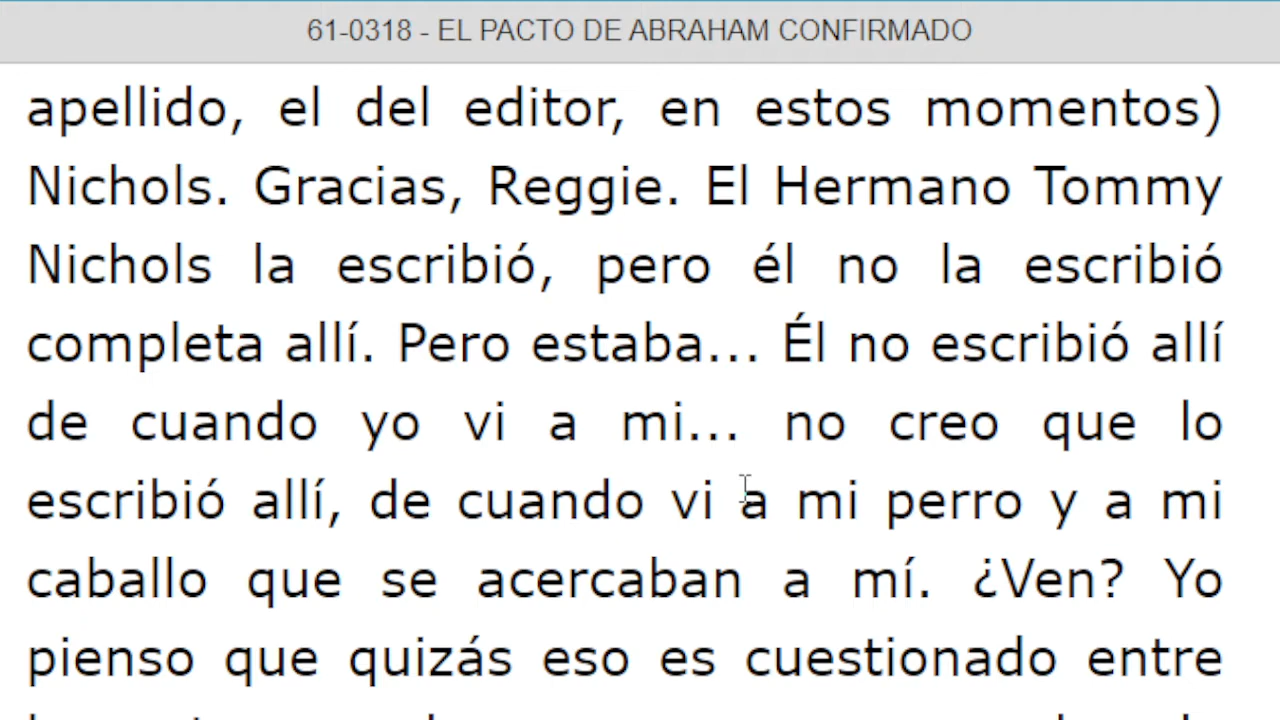 61-0318 - EL PACTO DE ABRAHAM CONFIRMADO
apellido, el del editor, en estos momentos)
Nichols. Gracias, Reggie. El Hermano Tommy
Nichols la escribió, pero él no la escribió
completa allí. Pero estaba... Él no escribió allí
de cuando yo vi a mi... no creo que lo
escribió allí, de cuando vi a mi perro y a mi
caballo que se acercaban a mí. ¿Ven? Yo
pienso que quizás eso es cuestionado entre